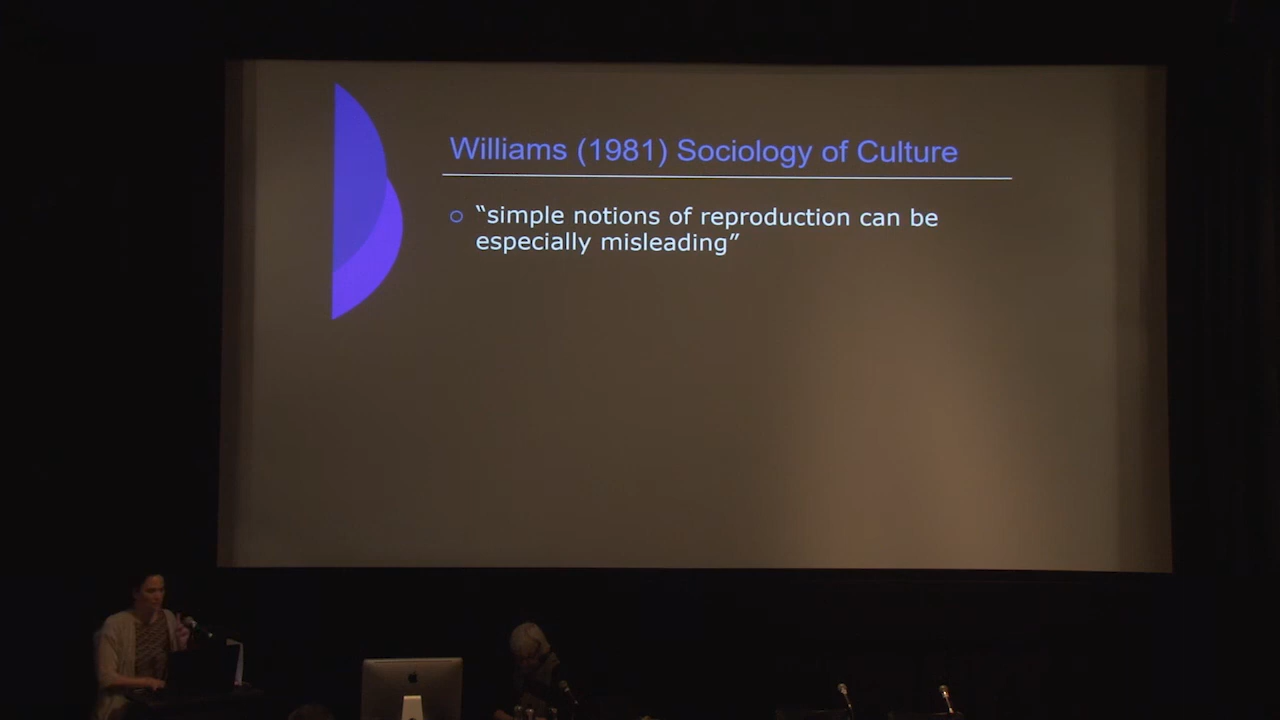 Williams (1981) Sociology of Culture
“simple notions of reproduction can be
especially misleading”